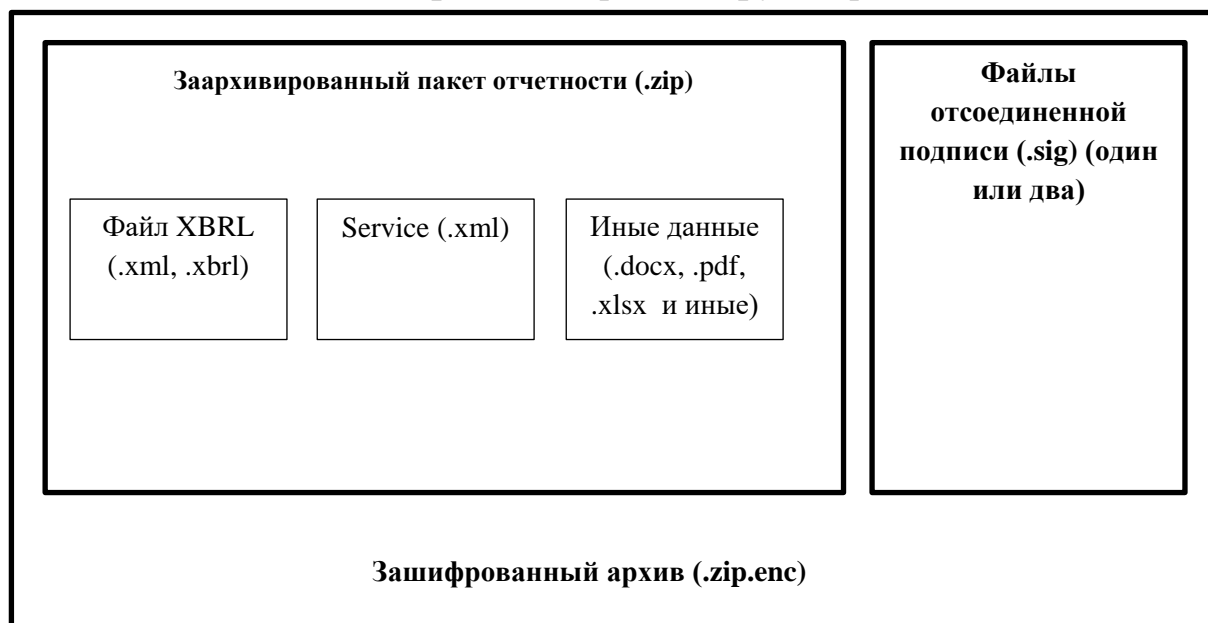 Заархивированный пакет отчетности (.zip)
Файл XBRL
(.xml, .xbrl)
Service (.xml)
Иные данные
(.docx, .pdf,
.xlsx  и иные)
Файлы
отсоединенной
подписи (.sig) (один
или два)
Зашифрованный архив (.zip.enc)